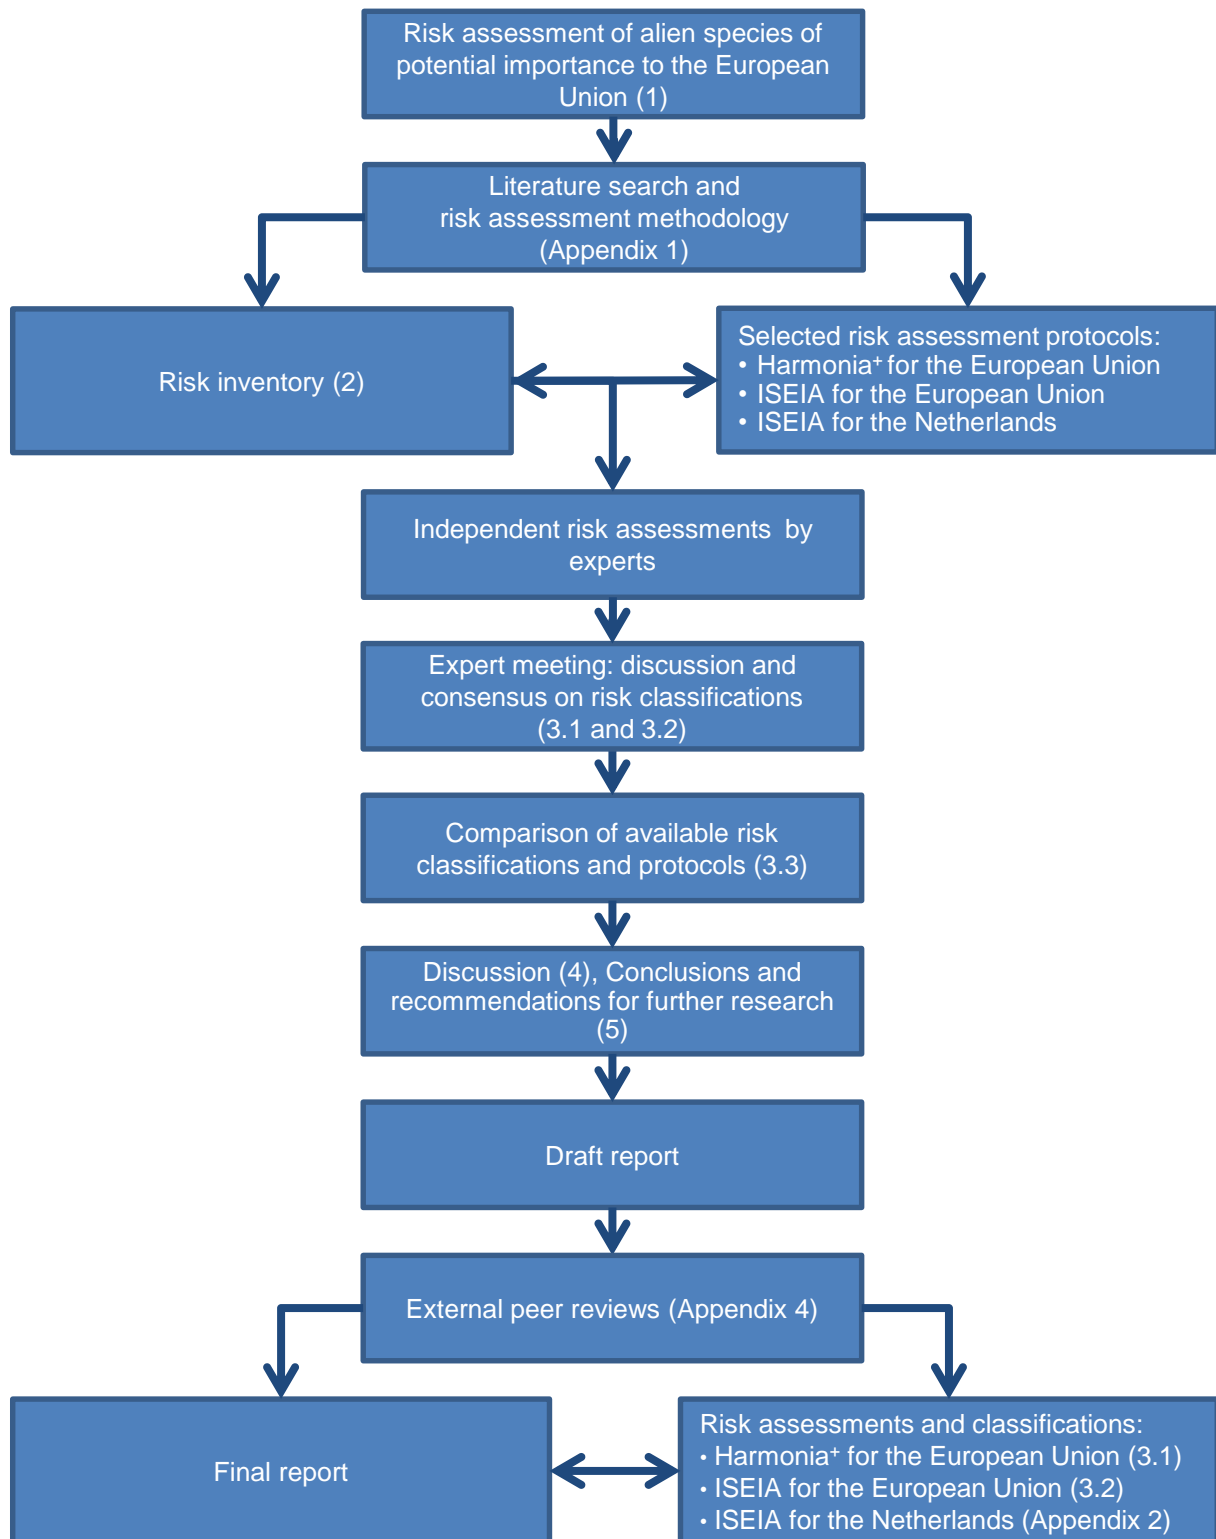 Risk assessment of alien species of
potential importance to the European
Union (1)
Literature search and
risk assessment methodology
(Appendix 1)
Risk inventory (2)
Selected risk assessment protocols:
• Harmonia⁺ for the European Union
• ISEIA for the European Union
• ISEIA for the Netherlands
Independent risk assessments by
experts
Expert meeting: discussion and
consensus on risk classifications
(3.1 and 3.2)
Comparison of available risk
classifications and protocols (3.3)
Discussion (4), Conclusions and
recommendations for further research
(5)
Draft report
External peer reviews (Appendix 4)
Final report
Risk assessments and classifications:
• Harmonia⁺ for the European Union (3.1)
• ISEIA for the European Union (3.2)
• ISEIA for the Netherlands (Appendix 2)